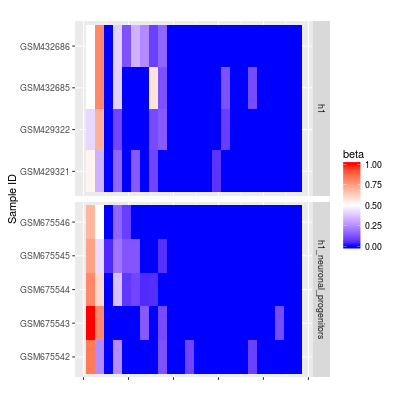 Sample ID
GSM432686
GSM432685
GSM429322
GSM429321
h1
GSM675546
GSM675545
GSM675544
GSM675543
GSM675542
h1_neuronal_progenitors
beta
1.00
0.75
0.50
0.25
0.00